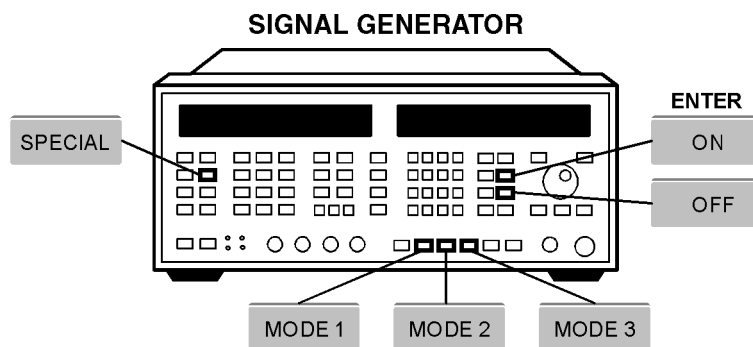 SIGNAL GENERATOR
ENTER
SPECIAL
ON
OFF
MODE 1
MODE 2
MODE 3